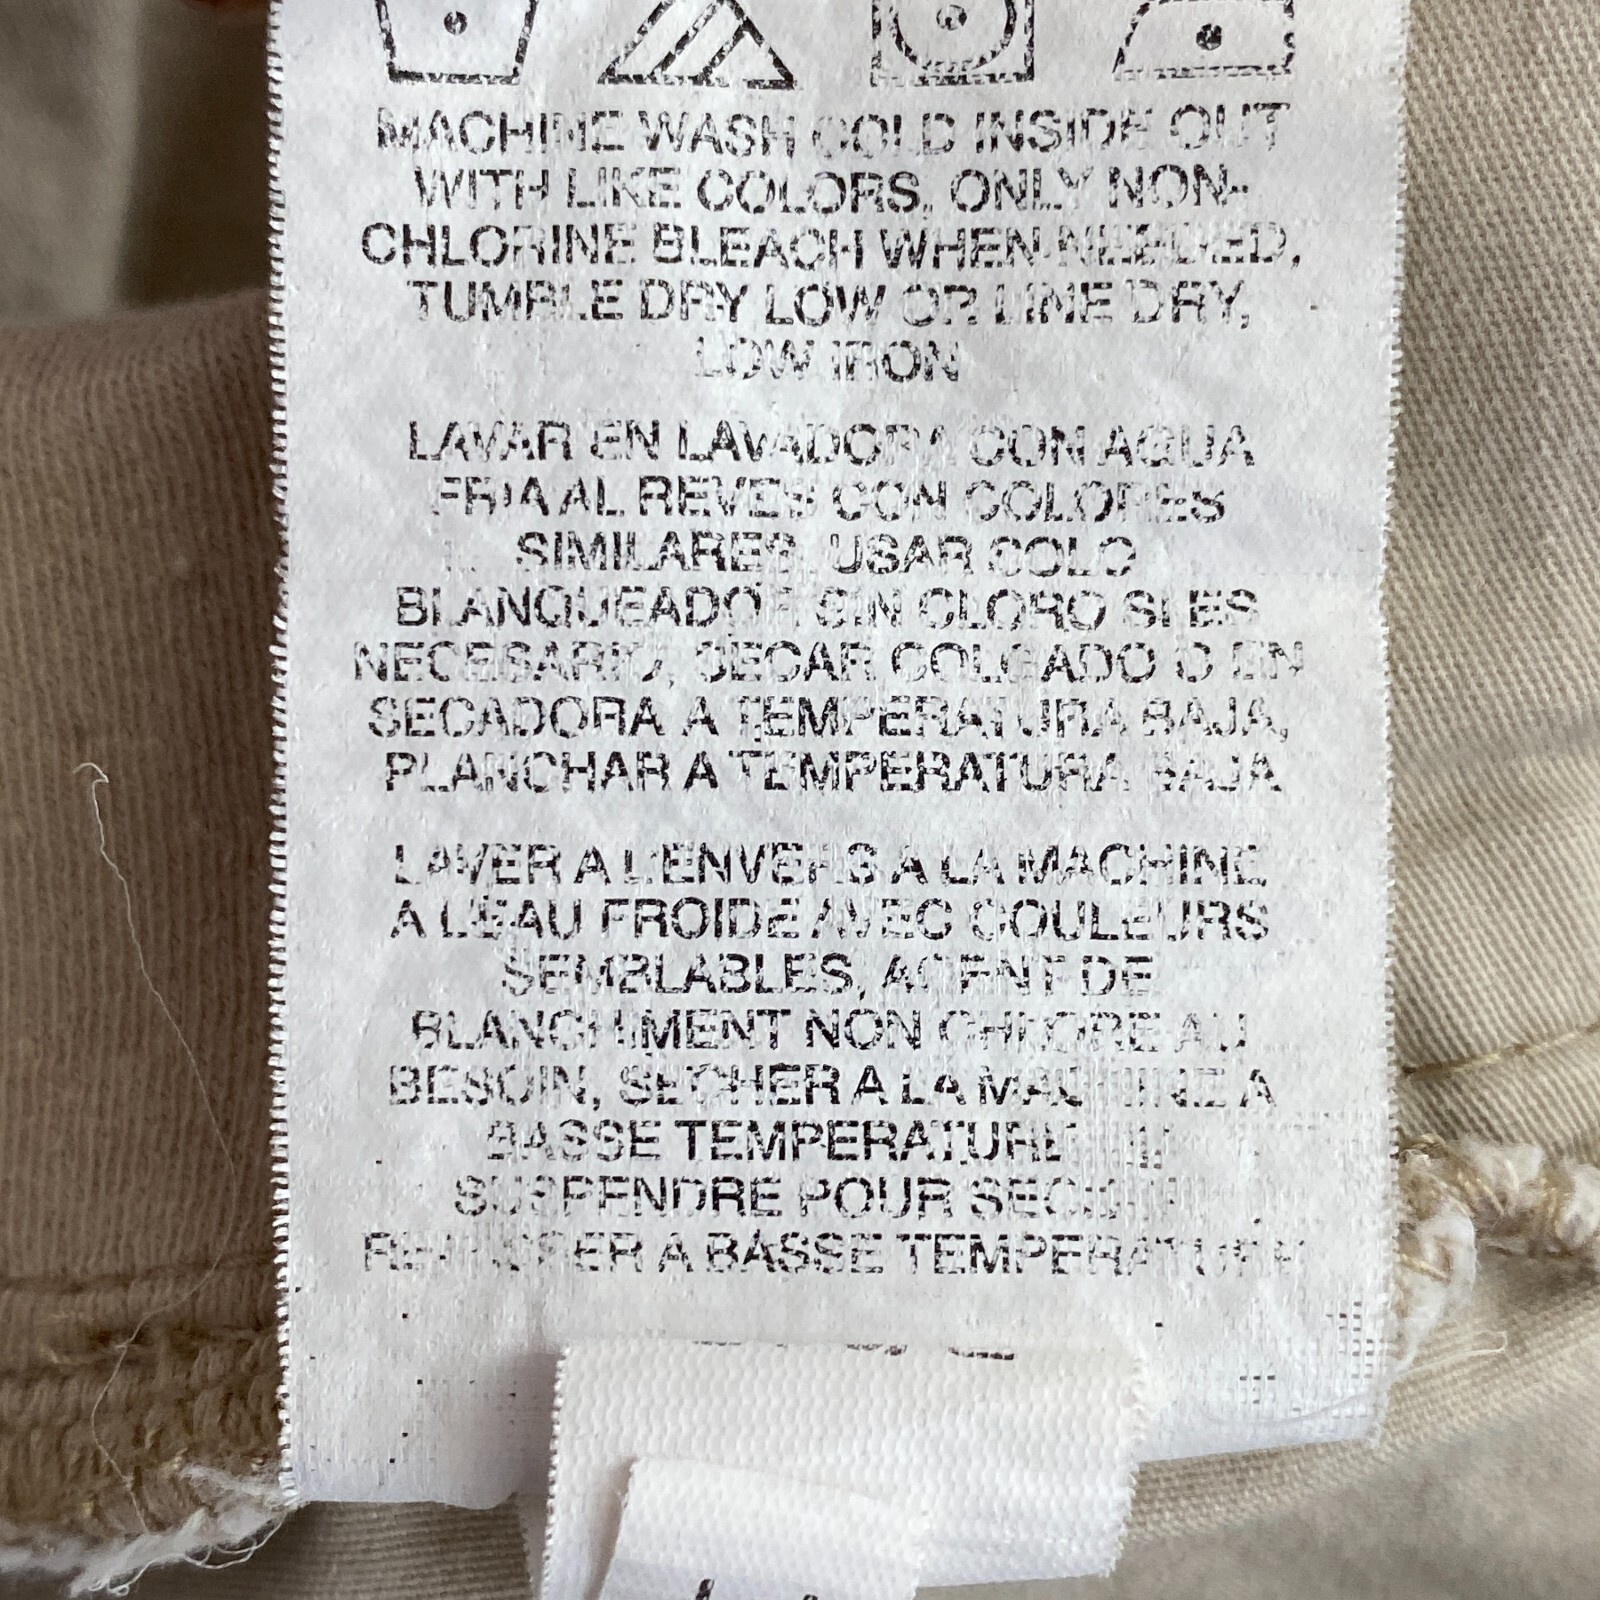 MACHINE WASH COLD INSIDE OUT
WITH LIKE COLORS, ONLY NON-
CHLORINE BLEACH WHEN NEEDED,
TUMBLE DRY LOW OR LINE DRY,
LOW IRON
LAVAR EN LAVADORA CON AGUA
FRIA AL REVES CON COLORES
SIMILARES, USAR SOLO
BLANQUEADOR SIN CLORO SI ES
NECESARIO, SECAR COLGADO O EN
SECADORA A TEMPERATURA BAJA,
PLANCHAR A TEMPERATURA BAJA
LAVER A L'ENVERS A LA MACHINE
A L'EAU FROIDE AVEC COULEURS
SEMBLABLES, AGENT DE
BLANCHIMENT NON CHLORE AU
BESOIN, SECHER A LA MACHINE A
BASSE TEMPERATURE
SUSPENDRE POUR SECHER
REPASSER A BASSE TEMPERATURE